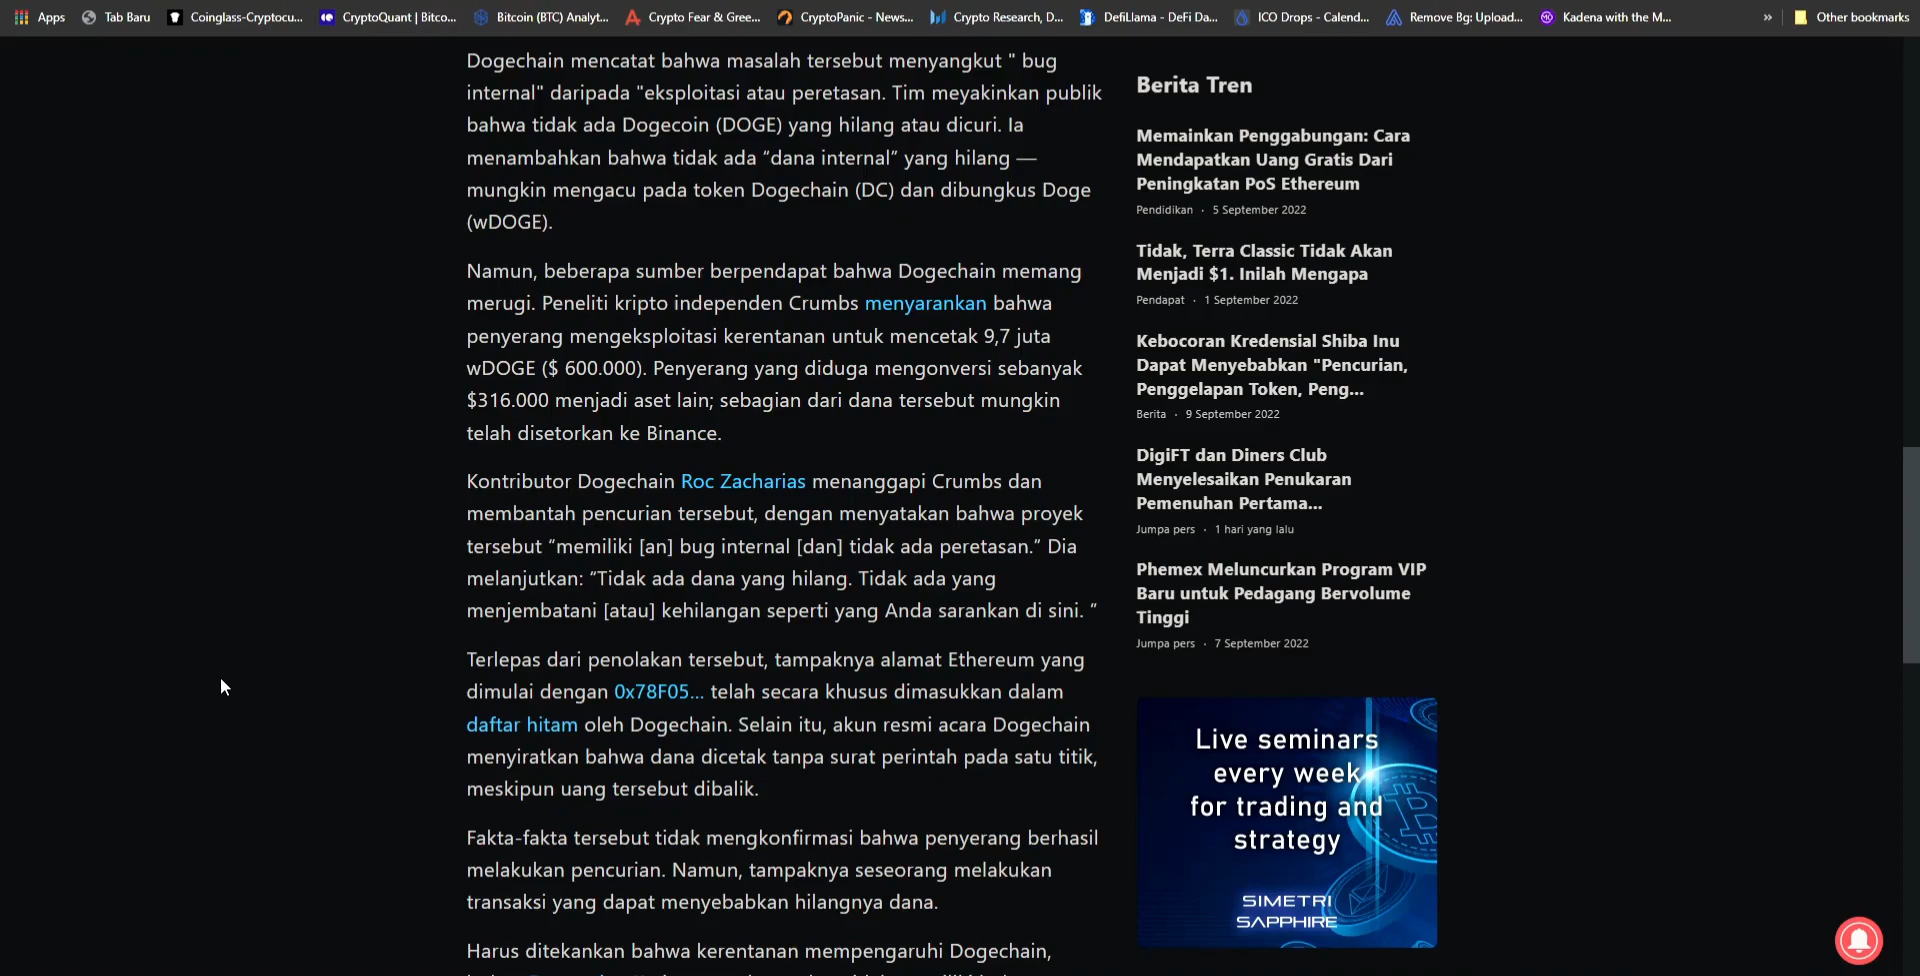 Apps
Tab Baru
Coinglass-Cryptocu...
CryptoQuant | Bitco...
Bitcoin (BTC) Analyt...
Crypto Fear & Gree...
CryptoPanic - News...
Crypto Research, D...
DefiLlama - DeFi Da...
ICO Drops - Calend...
Remove Bg: Upload...
Kadena with the M...
»
Other bookmarks
Dogechain mencatat bahwa masalah tersebut menyangkut " bug
internal" daripada "eksploitasi atau peretasan. Tim meyakinkan publik
bahwa tidak ada Dogecoin (DOGE) yang hilang atau dicuri. Ia
menambahkan bahwa tidak ada “dana internal” yang hilang —
mungkin mengacu pada token Dogechain (DC) dan dibungkus Doge
(wDOGE).
Namun, beberapa sumber berpendapat bahwa Dogechain memang
merugi. Peneliti kripto independen Crumbs menyarankan bahwa
penyerang mengeksploitasi kerentanan untuk mencetak 9,7 juta
wDOGE ($ 600.000). Penyerang yang diduga mengonversi sebanyak
$316.000 menjadi aset lain; sebagian dari dana tersebut mungkin
telah disetorkan ke Binance.
Kontributor Dogechain Roc Zacharias menanggapi Crumbs dan
membantah pencurian tersebut, dengan menyatakan bahwa proyek
tersebut “memiliki [an] bug internal [dan] tidak ada peretasan.” Dia
melanjutkan: “Tidak ada dana yang hilang. Tidak ada yang
menjembatani [atau] kehilangan seperti yang Anda sarankan di sini. ”
Terlepas dari penolakan tersebut, tampaknya alamat Ethereum yang
dimulai dengan 0x78F05... telah secara khusus dimasukkan dalam
daftar hitam oleh Dogechain. Selain itu, akun resmi acara Dogechain
menyiratkan bahwa dana dicetak tanpa surat perintah pada satu titik,
meskipun uang tersebut dibalik.
Fakta-fakta tersebut tidak mengkonfirmasi bahwa penyerang berhasil
melakukan pencurian. Namun, tampaknya seseorang melakukan
transaksi yang dapat menyebabkan hilangnya dana.
Harus ditekankan bahwa kerentanan mempengaruhi Dogechain,
Berita Tren
Memainkan Penggabungan: Cara
Mendapatkan Uang Gratis Dari
Peningkatan PoS Ethereum
Pendidikan · 5 September 2022
Tidak, Terra Classic Tidak Akan
Menjadi $1. Inilah Mengapa
Pendapat · 1 September 2022
Kebocoran Kredensial Shiba Inu
Dapat Menyebabkan "Pencurian,
Penggelapan Token, Peng...
Berita · 9 September 2022
DigiFT dan Diners Club
Menyelesaikan Penukaran
Pemenuhan Pertama...
Jumpa pers · 1 hari yang lalu
Phemex Meluncurkan Program VIP
Baru untuk Pedagang Bervolume
Tinggi
Jumpa pers · 7 September 2022
Live seminars
every week
for trading and
strategy
SIMETRI
SAPPHIRE